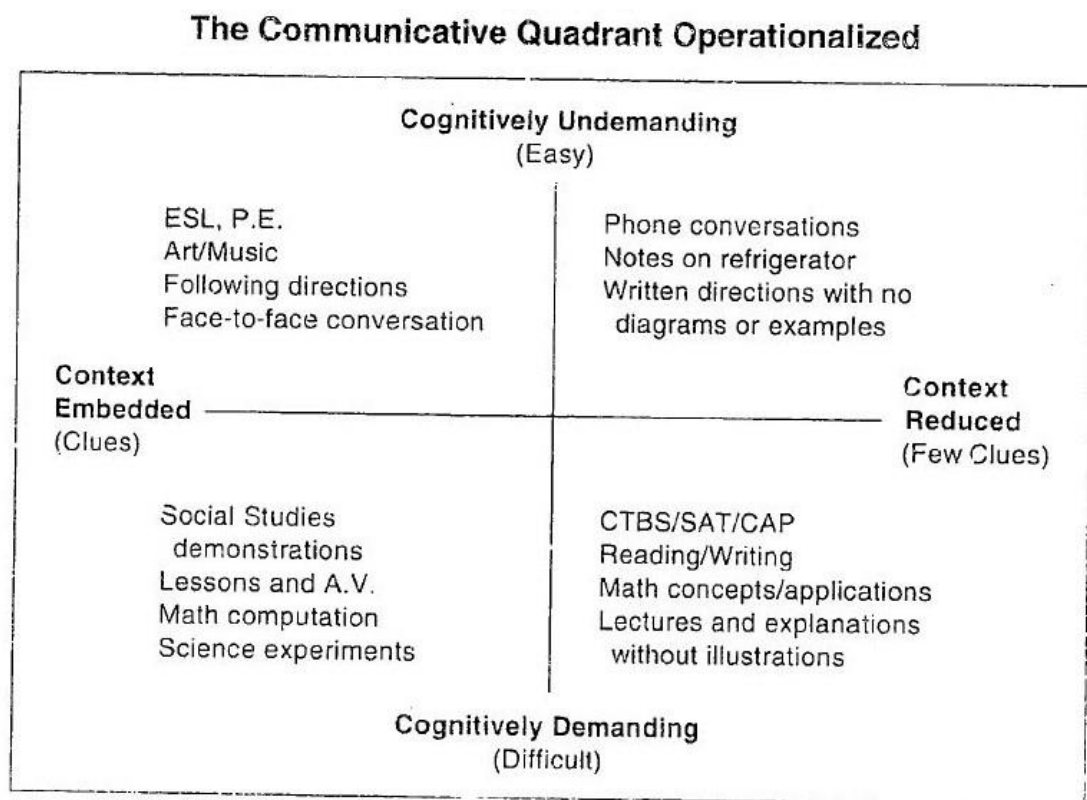 The Communicative Quadrant Operationalized
Cognitively Undemanding
(Easy)
ESL, P.E.
Art/Music
Following directions
Face-to-face conversation
Phone conversations
Notes on refrigerator
Written directions with no
diagrams or examples
Context
Embedded
(Clues)
Context
Reduced
(Few Clues)
Social Studies
demonstrations
Lessons and A.V.
Math computation
Science experiments
CTBS/SAT/CAP
Reading/Writing
Math concepts/applications
Lectures and explanations
without illustrations
Cognitively Demanding
(Difficult)